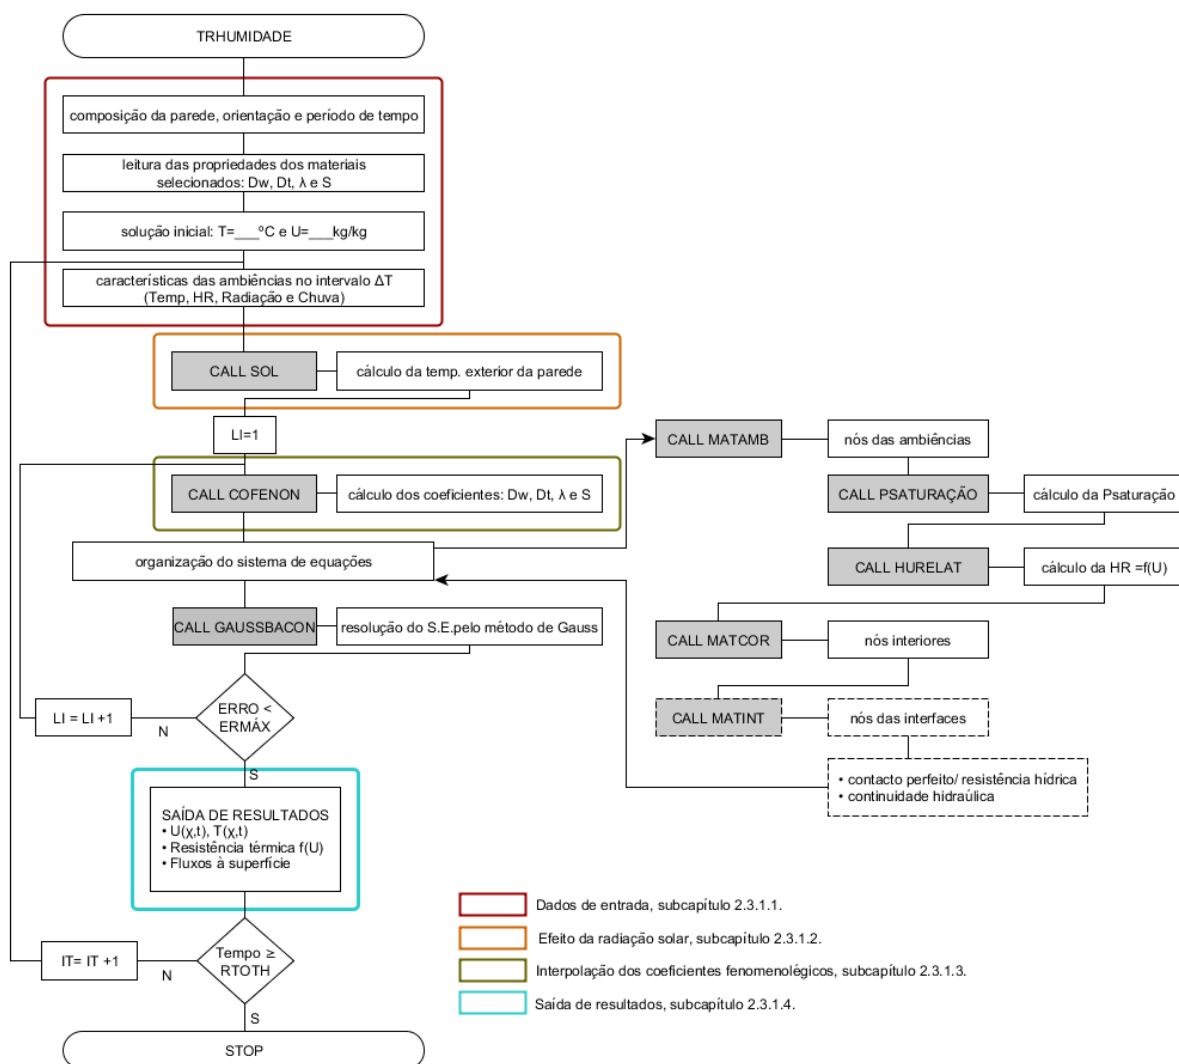 TRHUMIDADE
composição da parede, orientação e período de tempo
leitura das propriedades dos materiais
selecionados: Dw, Dt, λ e S
solução inicial: T=___ºC e U=___kg/kg
características das ambiências no intervalo ΔT
(Temp, HR, Radiação e Chuva)
CALL SOL
cálculo da temp. exterior da parede
LI=1
CALL COFENON
cálculo dos coeficientes: Dw, Dt, λ e S
organização do sistema de equações
CALL GAUSSBACON
resolução do S.E.pelo método de Gauss
ERRO <
ERMÁX
LI = LI +1
N
S
SAÍDA DE RESULTADOS
• U(χ,t), T(χ,t)
• Resistência térmica f(U)
• Fluxos à superfície
Tempo ≥
RTOTH
IT= IT +1
N
S
STOP
CALL MATAMB
nós das ambiências
CALL PSATURAÇÃO
cálculo da Psaturação
CALL HURELAT
cálculo da HR =f(U)
CALL MATCOR
nós interiores
CALL MATINT
nós das interfaces
• contacto perfeito/ resistência hídrica
• continuidade hidraúlica
Dados de entrada, subcapítulo 2.3.1.1.
Efeito da radiação solar, subcapítulo 2.3.1.2.
Interpolação dos coeficientes fenomenológicos, subcapítulo 2.3.1.3.
Saída de resultados, subcapítulo 2.3.1.4.